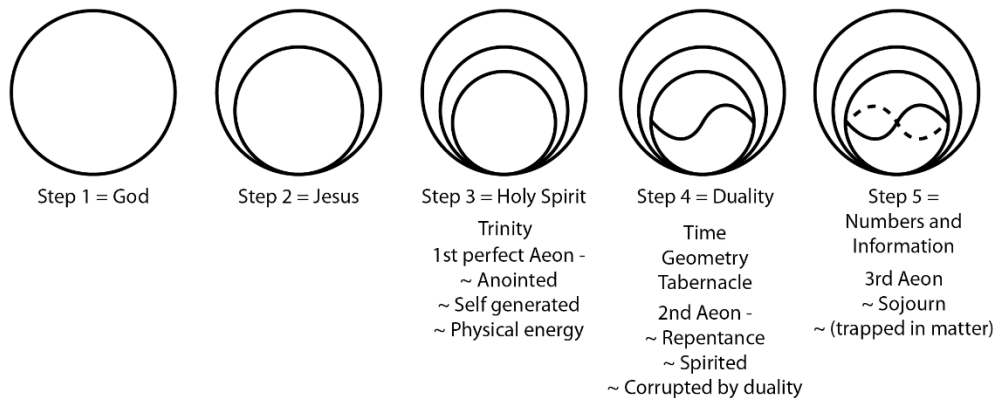 Step 1 = God
Step 2 = Jesus
Step 3 = Holy Spirit
Trinity
1st perfect Aeon -
~ Anointed
~ Self generated
~ Physical energy
Step 4 = Duality
Time
Geometry
Tabernacle
2nd Aeon -
~ Repentance
~ Spirited
~ Corrupted by duality
Step 5 =
Numbers and
Information
3rd Aeon
~ Sojourn
~ (trapped in matter)